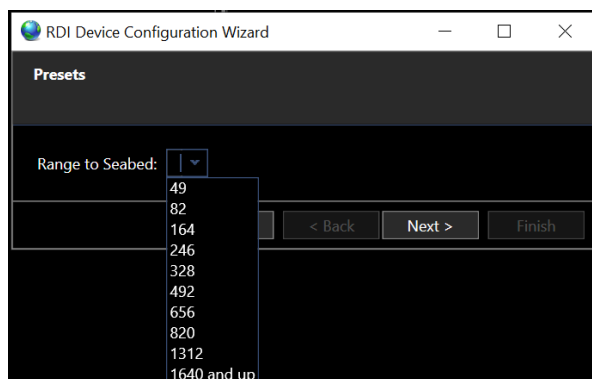 RDI Device Configuration Wizard
Presets
Range to Seabed:
49
82
164
246
328
492
656
820
1312
1640 and up
< Back Next > Finish